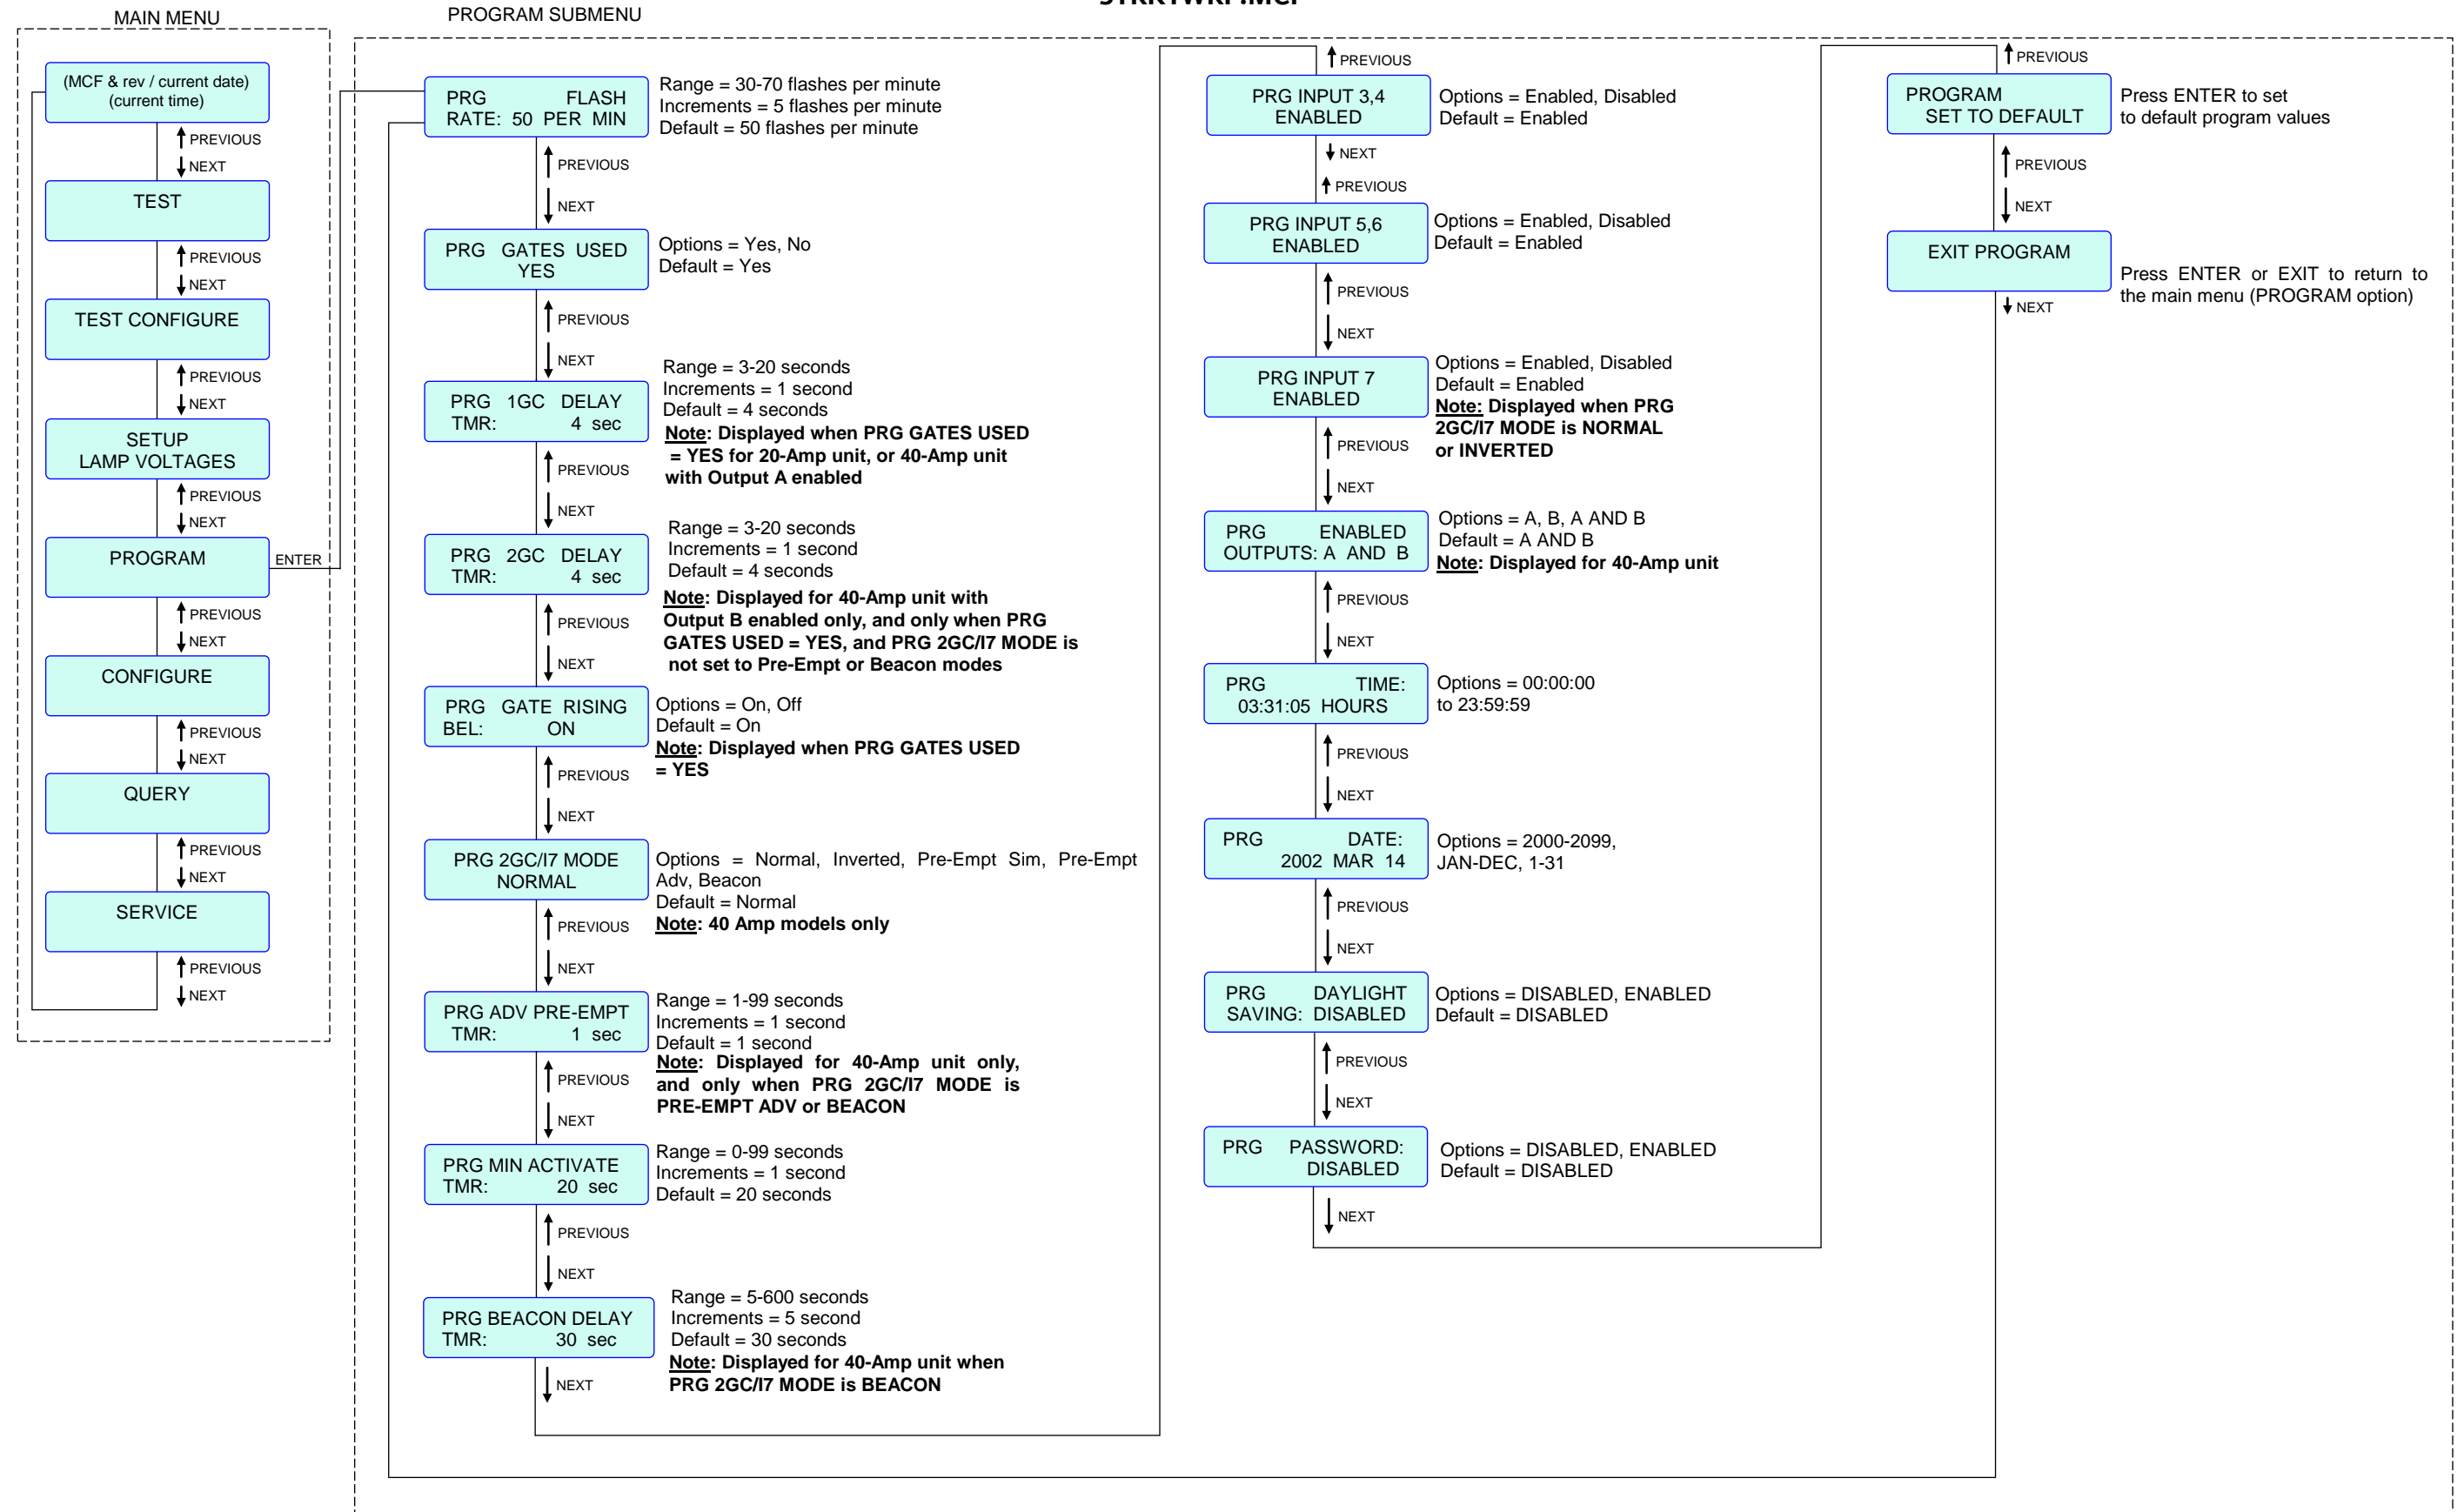 MAIN MENU
(MCF & rev / current date)
(current time)
PREVIOUS
NEXT
TEST
PREVIOUS
NEXT
TEST CONFIGURE
PREVIOUS
NEXT
SETUP
LAMP VOLTAGES
PREVIOUS
NEXT
PROGRAM
ENTER
PREVIOUS
NEXT
CONFIGURE
PREVIOUS
NEXT
QUERY
PREVIOUS
NEXT
SERVICE
PREVIOUS
NEXT
PROGRAM SUBMENU
PRG FLASH
RATE: 50 PER MIN
Range = 30-70 flashes per minute
Increments = 5 flashes per minute
Default = 50 flashes per minute
PREVIOUS
NEXT
PRG GATES USED
YES
Options = Yes, No
Default = Yes
PREVIOUS
NEXT
PRG 1GC DELAY
TMR: 4 sec
Range = 3-20 seconds
Increments = 1 second
Default = 4 seconds
Note: Displayed when PRG GATES USED
= YES for 20-Amp unit, or 40-Amp unit
with Output A enabled
PREVIOUS
NEXT
PRG 2GC DELAY
TMR: 4 sec
Range = 3-20 seconds
Increments = 1 second
Default = 4 seconds
Note: Displayed for 40-Amp unit with
Output B enabled only, and only when PRG
GATES USED = YES, and PRG 2GC/I7 MODE is
not set to Pre-Empt or Beacon modes
PREVIOUS
NEXT
PRG GATE RISING
BEL: ON
Options = On, Off
Default = On
Note: Displayed when PRG GATES USED
= YES
PREVIOUS
NEXT
PRG 2GC/I7 MODE
NORMAL
Options = Normal, Inverted, Pre-Empt Sim, Pre-Empt
Adv, Beacon
Default = Normal
Note: 40 Amp models only
PREVIOUS
NEXT
PRG ADV PRE-EMPT
TMR: 1 sec
Range = 1-99 seconds
Increments = 1 second
Default = 1 second
Note: Displayed for 40-Amp unit only,
and only when PRG 2GC/I7 MODE is
PRE-EMPT ADV or BEACON
PREVIOUS
NEXT
PRG MIN ACTIVATE
TMR: 20 sec
Range = 0-99 seconds
Increments = 1 second
Default = 20 seconds
PREVIOUS
NEXT
PRG BEACON DELAY
TMR: 30 sec
Range = 5-600 seconds
Increments = 5 second
Default = 30 seconds
Note: Displayed for 40-Amp unit when
PRG 2GC/I7 MODE is BEACON
NEXT
PREVIOUS
PRG INPUT 3,4
ENABLED
Options = Enabled, Disabled
Default = Enabled
NEXT
PREVIOUS
PRG INPUT 5,6
ENABLED
Options = Enabled, Disabled
Default = Enabled
PREVIOUS
NEXT
PRG INPUT 7
ENABLED
Options = Enabled, Disabled
Default = Enabled
Note: Displayed when PRG
2GC/I7 MODE is NORMAL
or INVERTED
PREVIOUS
NEXT
PRG ENABLED
OUTPUTS: A AND B
Options = A, B, A AND B
Default = A AND B
Note: Displayed for 40-Amp unit
PREVIOUS
NEXT
PRG TIME:
03:31:05 HOURS
Options = 00:00:00
to 23:59:59
PREVIOUS
NEXT
PRG DATE:
2002 MAR 14
Options = 2000-2099,
JAN-DEC, 1-31
PREVIOUS
NEXT
PRG DAYLIGHT
SAVING: DISABLED
Options = DISABLED, ENABLED
Default = DISABLED
PREVIOUS
NEXT
PRG PASSWORD:
DISABLED
Options = DISABLED, ENABLED
Default = DISABLED
NEXT
PREVIOUS
PROGRAM
SET TO DEFAULT
Press ENTER to set
to default program values
PREVIOUS
NEXT
EXIT PROGRAM
Press ENTER or EXIT to return to
the main menu (PROGRAM option)
NEXT